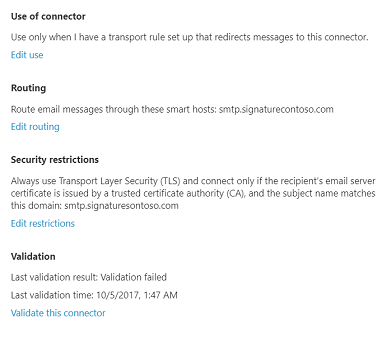 Use of connector
Use only when I have a transport rule set up that redirects messages to this connector.
Edit use
Routing
Route email messages through these smart hosts: smtp.signaturecontoso.com
Edit routing
Security restrictions
Always use Transport Layer Security (TLS) and connect only if the recipient's email server
certificate is issued by a trusted certificate authority (CA), and the subject name matches
this domain: smtp.signaturesontoso.com
Edit restrictions
Validation
Last validation result: Validation failed
Last validation time: 10/5/2017, 1:47 AM
Validate this connector